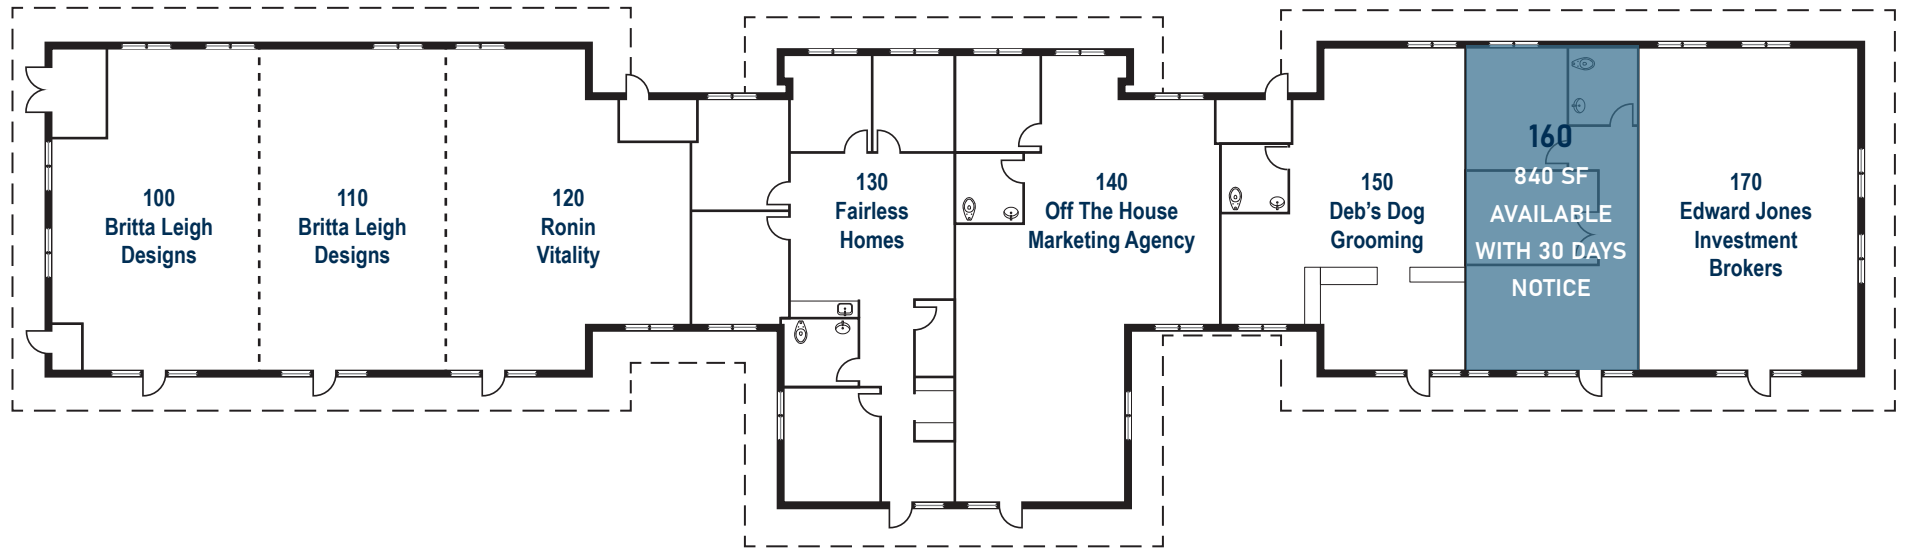 100
Britta Leigh
Designs
110
Britta Leigh
Designs
120
Ronin
Vitality
130
Fairless
Homes
140
Off The House
Marketing Agency
150
Deb's Dog
Grooming
160
840 SF
AVAILABLE
WITH 30 DAYS
NOTICE
170
Edward Jones
Investment
Brokers